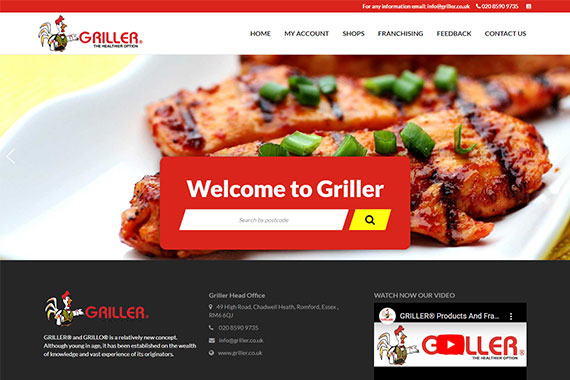 For any information email: info@griller.co.uk 020 8590 9735
GRILLER®
THE HEALTHIER OPTION
HOME MY ACCOUNT SHOPS FRANCHISING FEEDBACK CONTACT US
Welcome to Griller
Search by postcode
GRILLER®
GRILLER® and GRILLO® is a relatively new concept.
Although young in age, it has been established on the wealth
of knowledge and vast experience of its originators.
Griller Head Office
49 High Road, Chadwell Heath, Romford, Essex ,
RM6 6QJ
020 8590 9735
info@griller.co.uk
www.griller.co.uk
WATCH NOW OUR VIDEO
GRILLER® Products And Fra...
GRILLER®
THE HEALTHIER OPTION